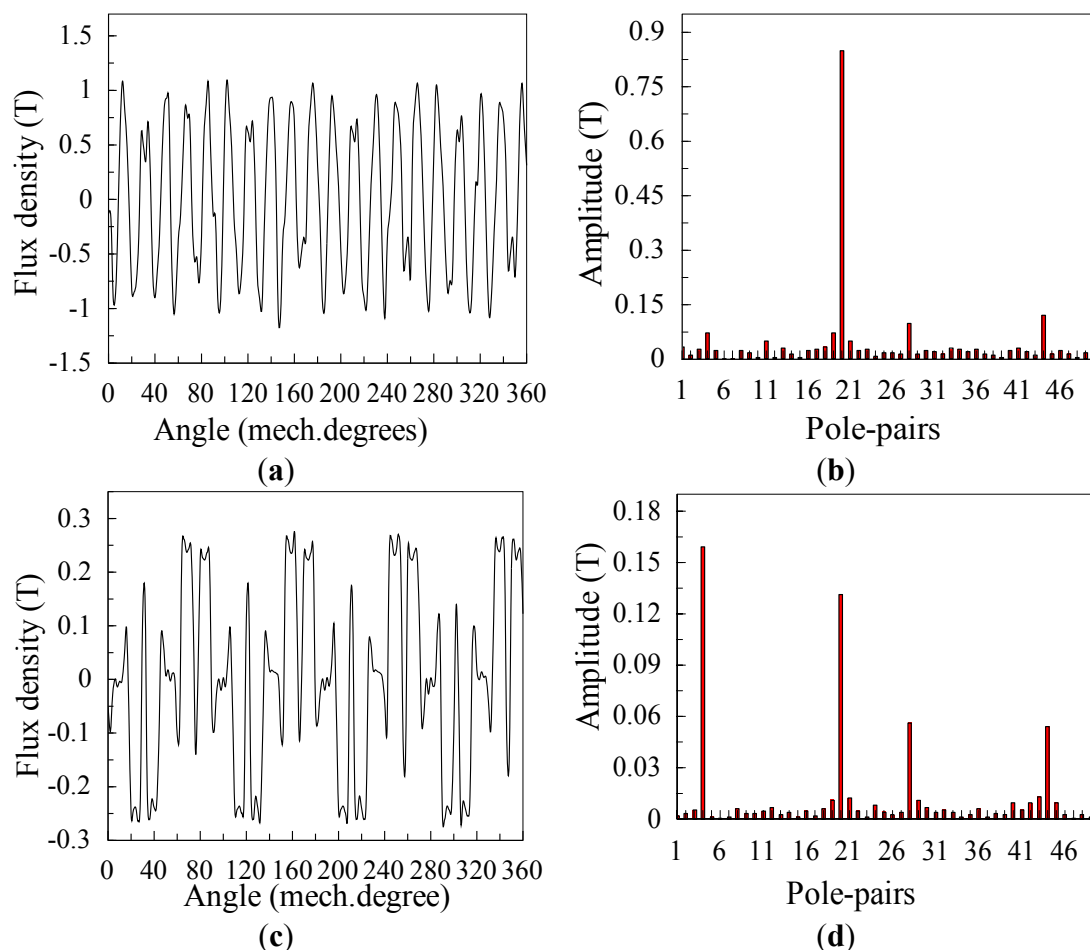 1.5
1
0.5
0
-0.5
-1
-1.5
Flux density (T)
0 40 80 120 160 200 240 280 320 360
Angle (mech.degrees)
(a)
0.9
0.75
0.6
0.45
0.3
0.15
0
Amplitude (T)
1 6 11 16 21 26 31 36 41 46
Pole-pairs
(b)
0.3
0.2
0.1
0
-0.1
-0.2
-0.3
Flux density (T)
0 40 80 120 160 200 240 280 320 360
Angle (mech.degree)
(c)
0.18
0.15
0.12
0.09
0.06
0.03
0
Amplitude (T)
1 6 11 16 21 26 31 36 41 46
Pole-pairs
(d)